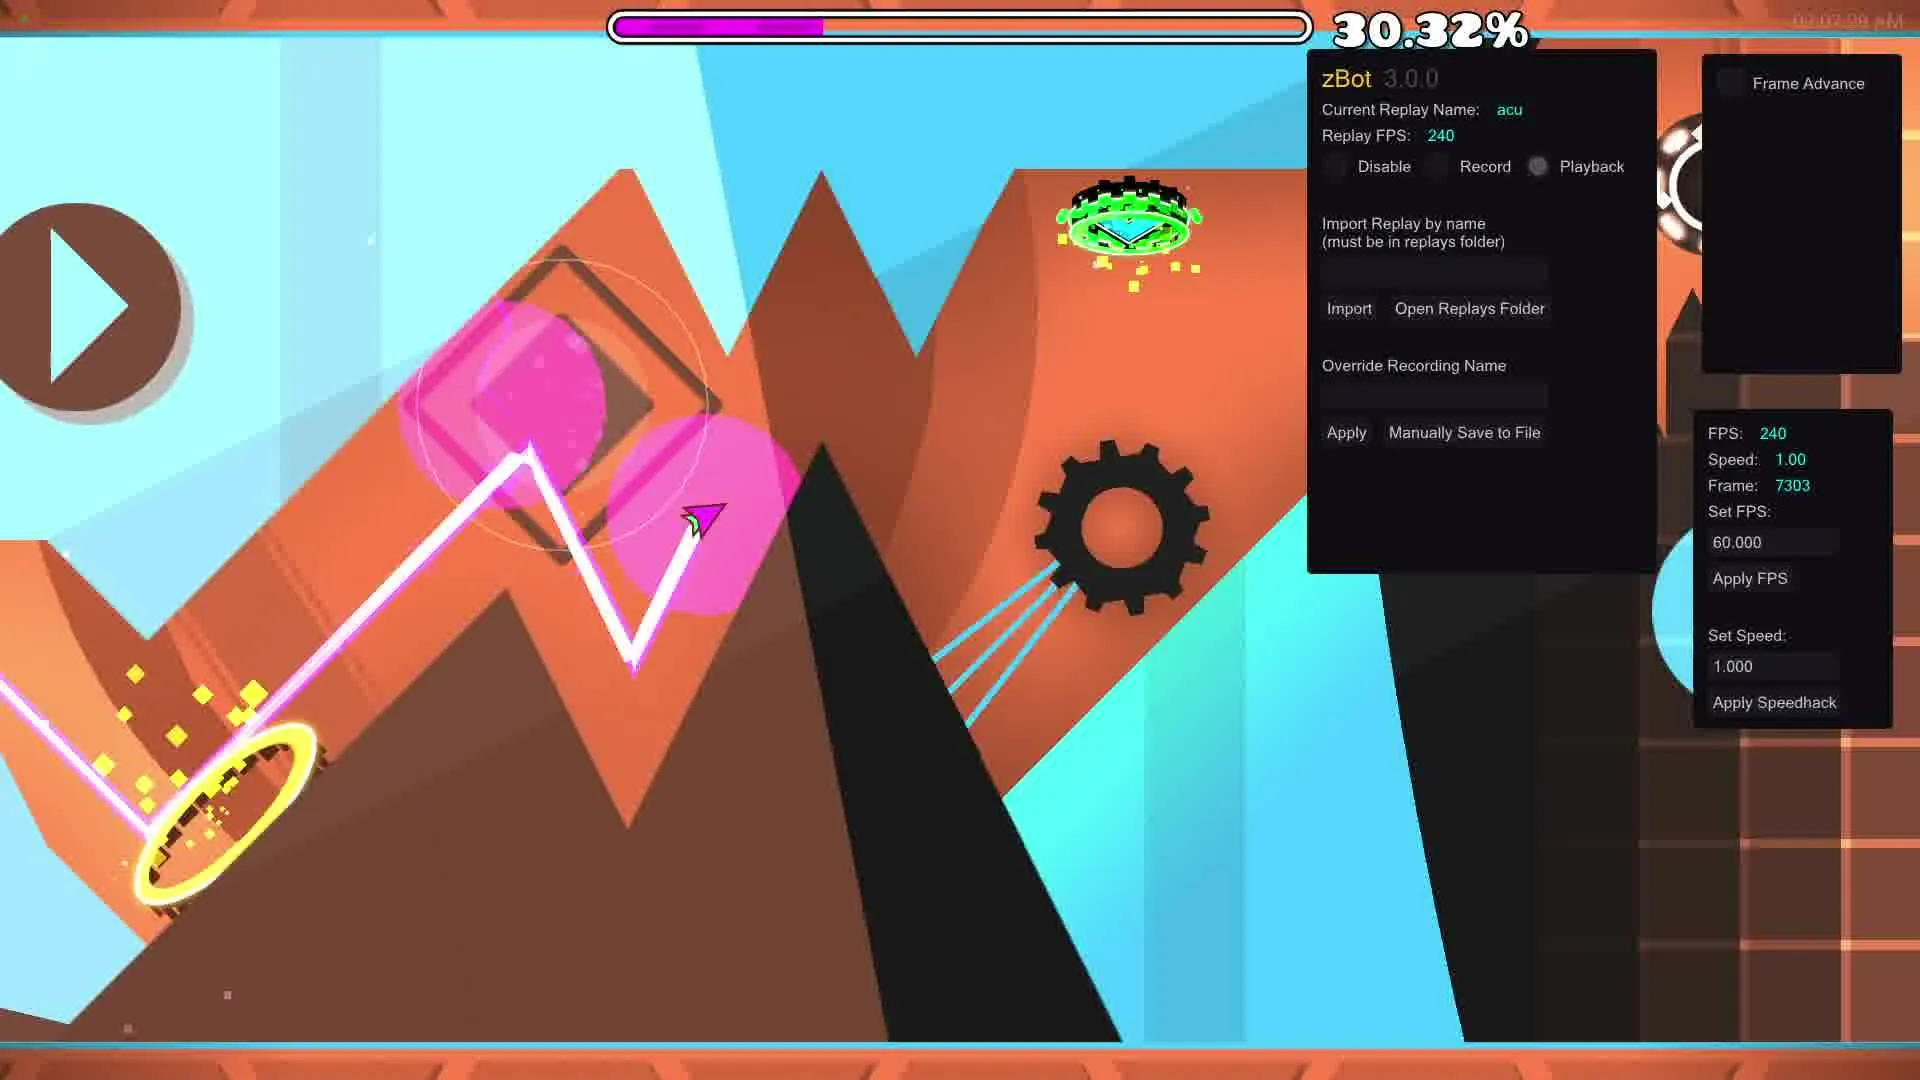 30.32%
zBot 3.0.0
Current Replay Name: acu
Replay FPS: 240
Disable Record Playback
Import Replay by name
(must be in replays folder)
Import Open Replays Folder
Override Recording Name
Apply Manually Save to File
Frame Advance
FPS: 240
Speed: 1.00
Frame: 7303
Set FPS:
60.000
Apply FPS
Set Speed:
1.000
Apply Speedhack